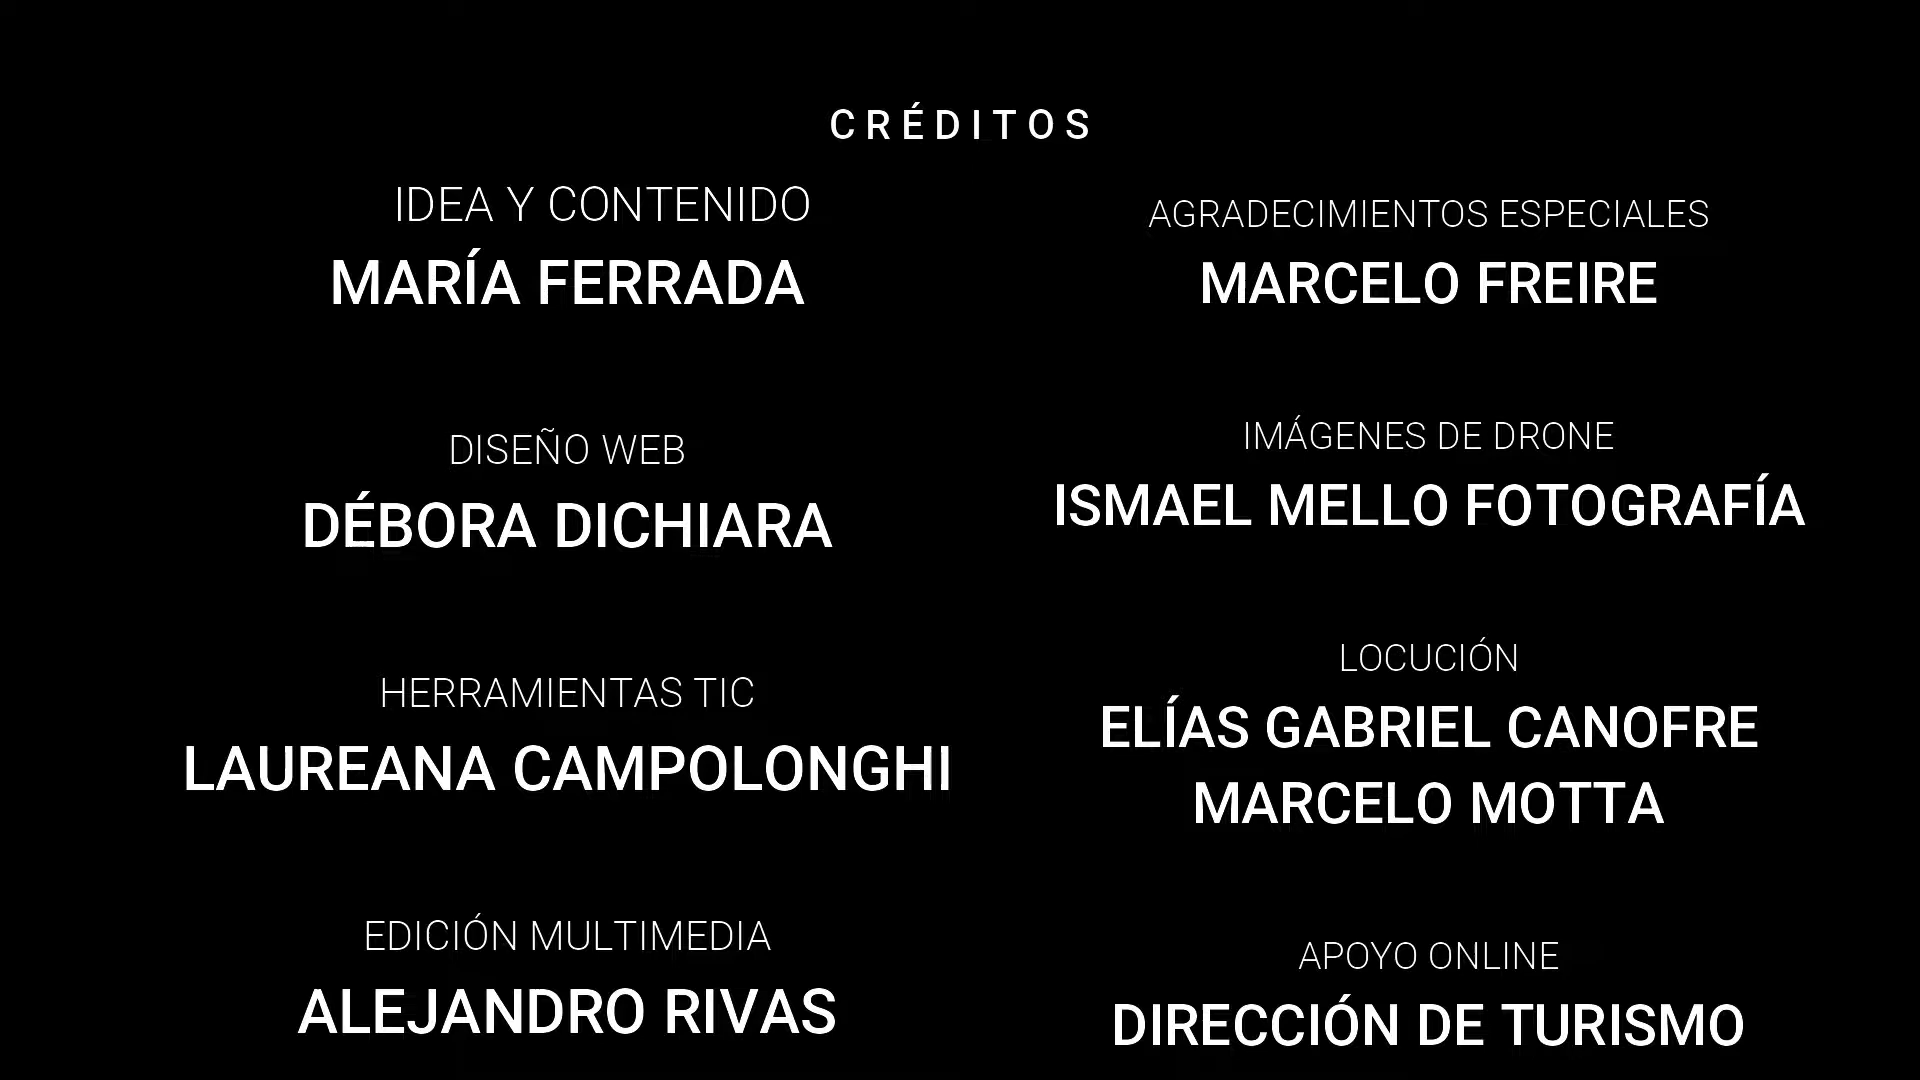 CRÉDITOS
IDEA Y CONTENIDO
MARÍA FERRADA
DISEÑO WEB
DÉBORA DICHIARA
HERRAMIENTAS TIC
LAUREANA CAMPOLONGHI
EDICIÓN MULTIMEDIA
ALEJANDRO RIVAS
AGRADECIMIENTOS ESPECIALES
MARCELO FREIRE
IMÁGENES DE DRONE
ISMAEL MELLO FOTOGRAFÍA
LOCUCIÓN
ELÍAS GABRIEL CANOFRE
MARCELO MOTTA
APOYO ONLINE
DIRECCIÓN DE TURISMO